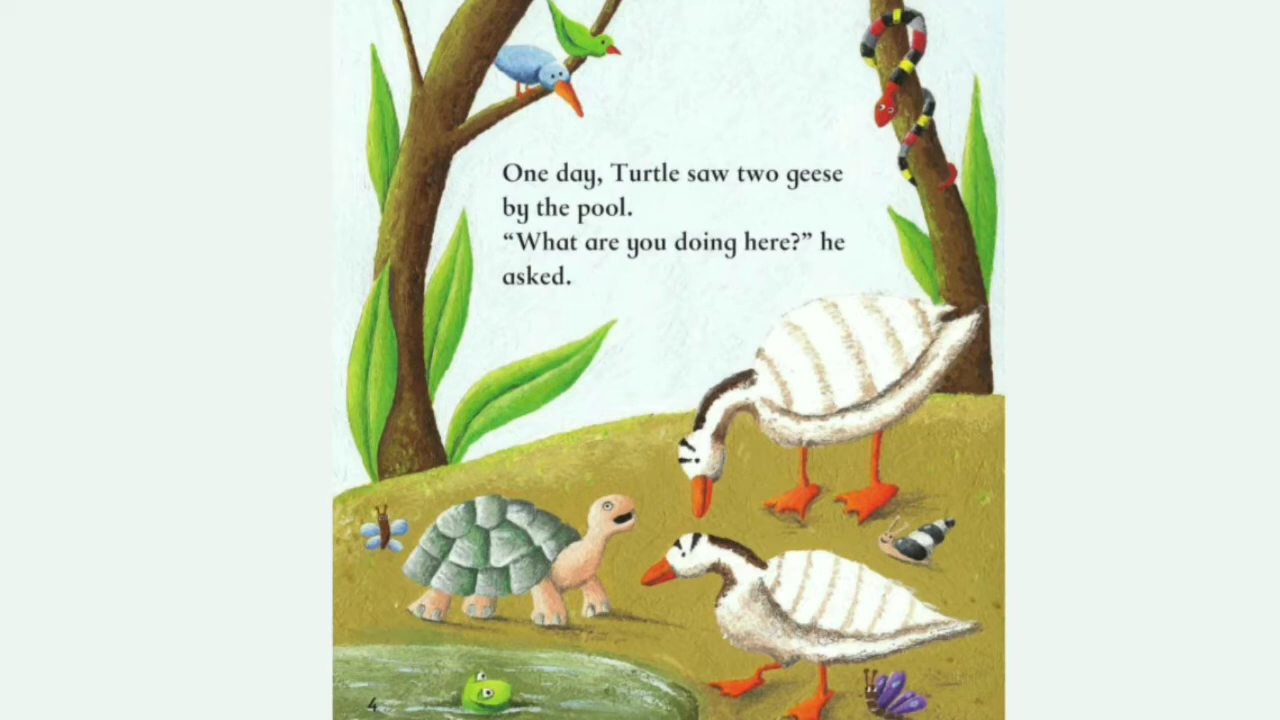 One day, Turtle saw two geese
by the pool.
“What are you doing here?” he
asked.
4